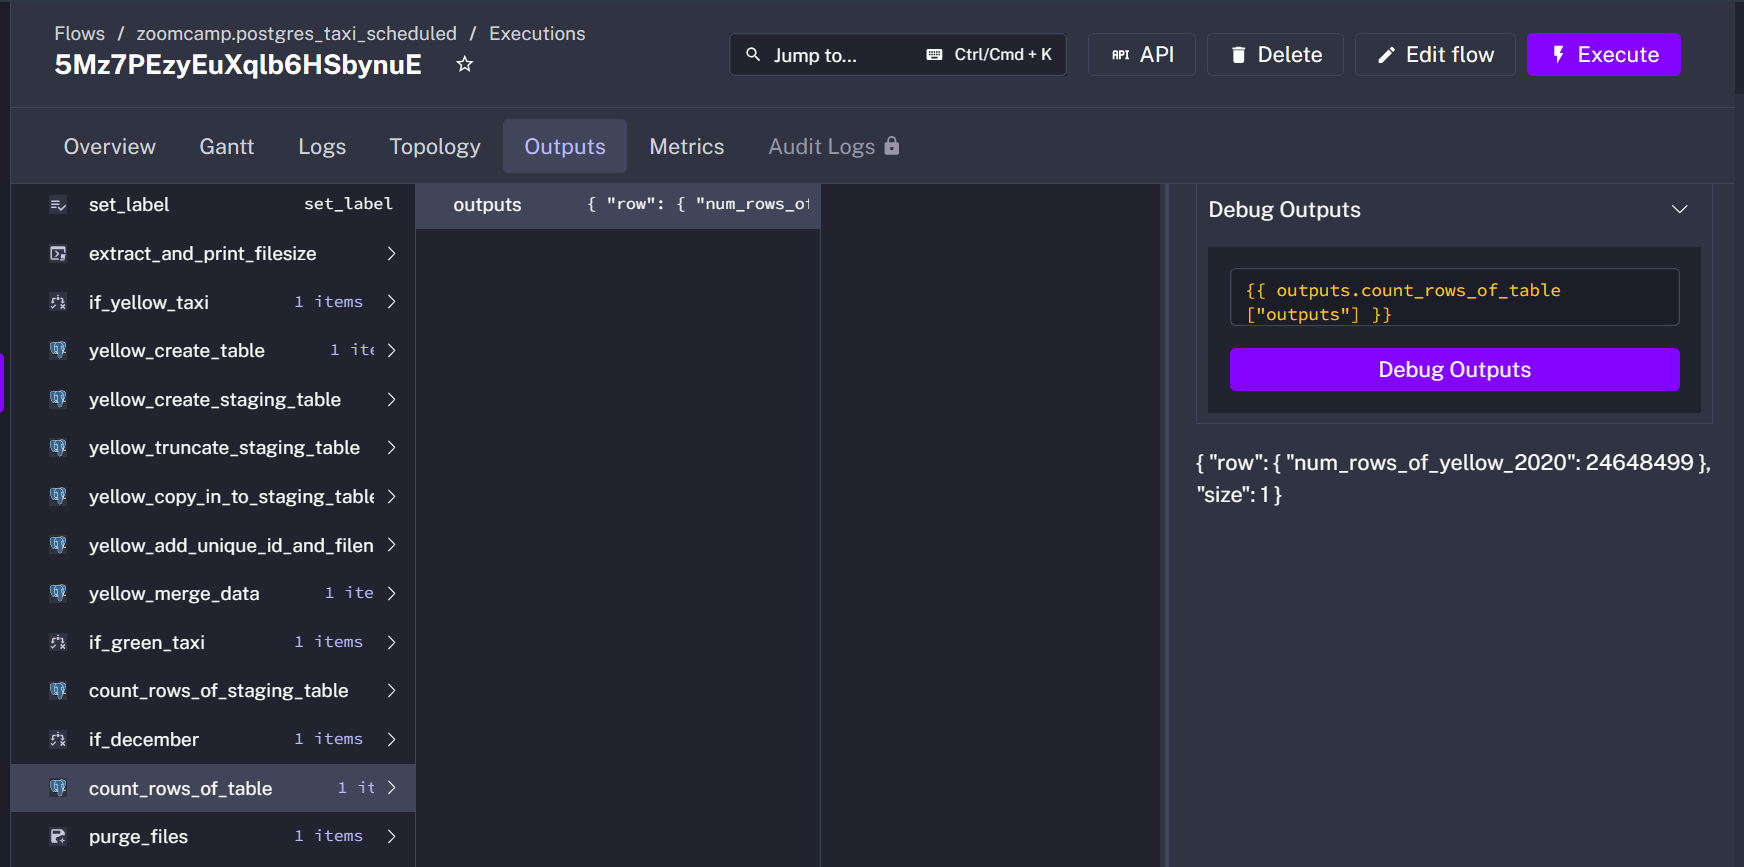 Flows / zoomcamp.postgres_taxi_scheduled / Executions
5Mz7PEzyEuXqlb6HSbynuE
Jump to... Ctrl/Cmd + K
API API
Delete
Edit flow
Execute
Overview Gantt Logs Topology Outputs Metrics Audit Logs
set_label set_label
extract_and_print_filesize
if_yellow_taxi 1 items
yellow_create_table 1 ite
yellow_create_staging_table
yellow_truncate_staging_table
yellow_copy_in_to_staging_table
yellow_add_unique_id_and_filen
yellow_merge_data 1 ite
if_green_taxi 1 items
count_rows_of_staging_table
if_december 1 items
count_rows_of_table 1 it
purge_files 1 items
outputs { "row": { "num_rows_of
Debug Outputs
{{ outputs.count_rows_of_table
["outputs"] }}
Debug Outputs
{ "row": { "num_rows_of_yellow_2020": 24648499 },
"size": 1 }